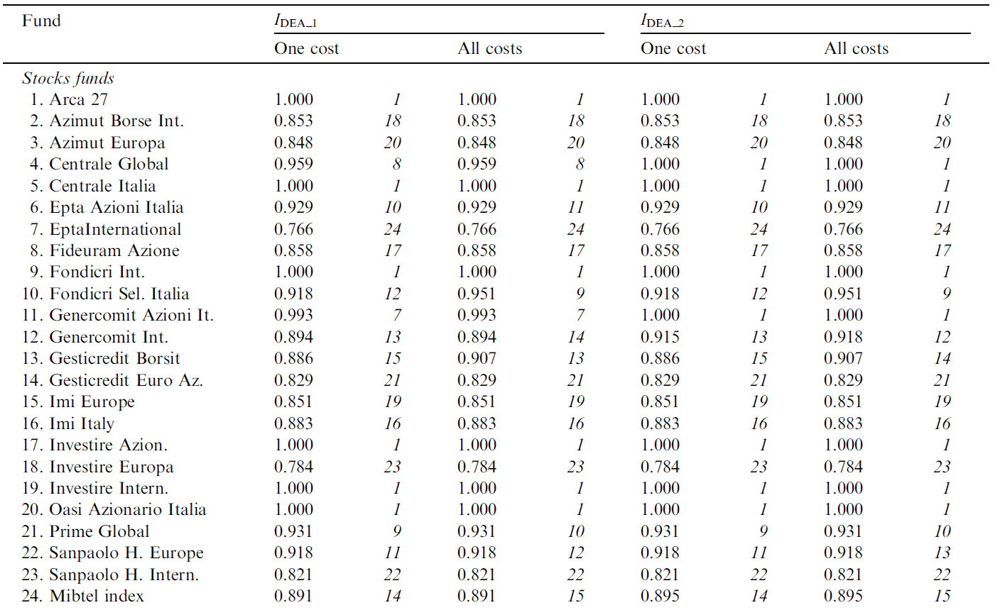 Fund I_DEA_1 I_DEA_2
One cost All costs One cost All costs
Stocks funds
1. Arca 27 1.000 1 1.000 1 1.000 1 1.000 1
2. Azimut Borse Int. 0.853 18 0.853 18 0.853 18 0.853 18
3. Azimut Europa 0.848 20 0.848 20 0.848 20 0.848 20
4. Centrale Global 0.959 8 0.959 8 1.000 1 1.000 1
5. Centrale Italia 1.000 1 1.000 1 1.000 1 1.000 1
6. Epta Azioni Italia 0.929 10 0.929 11 0.929 10 0.929 11
7. EptaInternational 0.766 24 0.766 24 0.766 24 0.766 24
8. Fideuram Azione 0.858 17 0.858 17 0.858 17 0.858 17
9. Fondicri Int. 1.000 1 1.000 1 1.000 1 1.000 1
10. Fondicri Sel. Italia 0.918 12 0.951 9 0.918 12 0.951 9
11. Genercomit Azioni It. 0.993 7 0.993 7 1.000 1 1.000 1
12. Genercomit Int. 0.894 13 0.894 14 0.915 13 0.918 12
13. Gesticredit Borsit 0.886 15 0.907 13 0.886 15 0.907 14
14. Gesticredit Euro Az. 0.829 21 0.829 21 0.829 21 0.829 21
15. Imi Europe 0.851 19 0.851 19 0.851 19 0.851 19
16. Imi Italy 0.883 16 0.883 16 0.883 16 0.883 16
17. Investire Azion. 1.000 1 1.000 1 1.000 1 1.000 1
18. Investire Europa 0.784 23 0.784 23 0.784 23 0.784 23
19. Investire Intern. 1.000 1 1.000 1 1.000 1 1.000 1
20. Oasi Azionario Italia 1.000 1 1.000 1 1.000 1 1.000 1
21. Prime Global 0.931 9 0.931 10 0.931 9 0.931 10
22. Sanpaolo H. Europe 0.918 11 0.918 12 0.918 11 0.918 13
23. Sanpaolo H. Intern. 0.821 22 0.821 22 0.821 22 0.821 22
24. Mibtel index 0.891 14 0.891 15 0.895 14 0.895 15